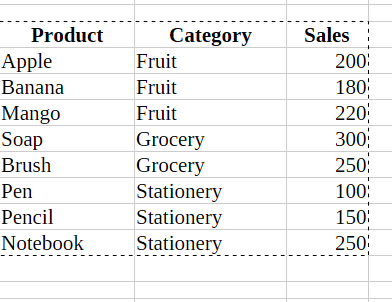 Product Category Sales
Apple Fruit 200
Banana Fruit 180
Mango Fruit 220
Soap Grocery 300
Brush Grocery 250
Pen Stationery 100
Pencil Stationery 150
Notebook Stationery 250